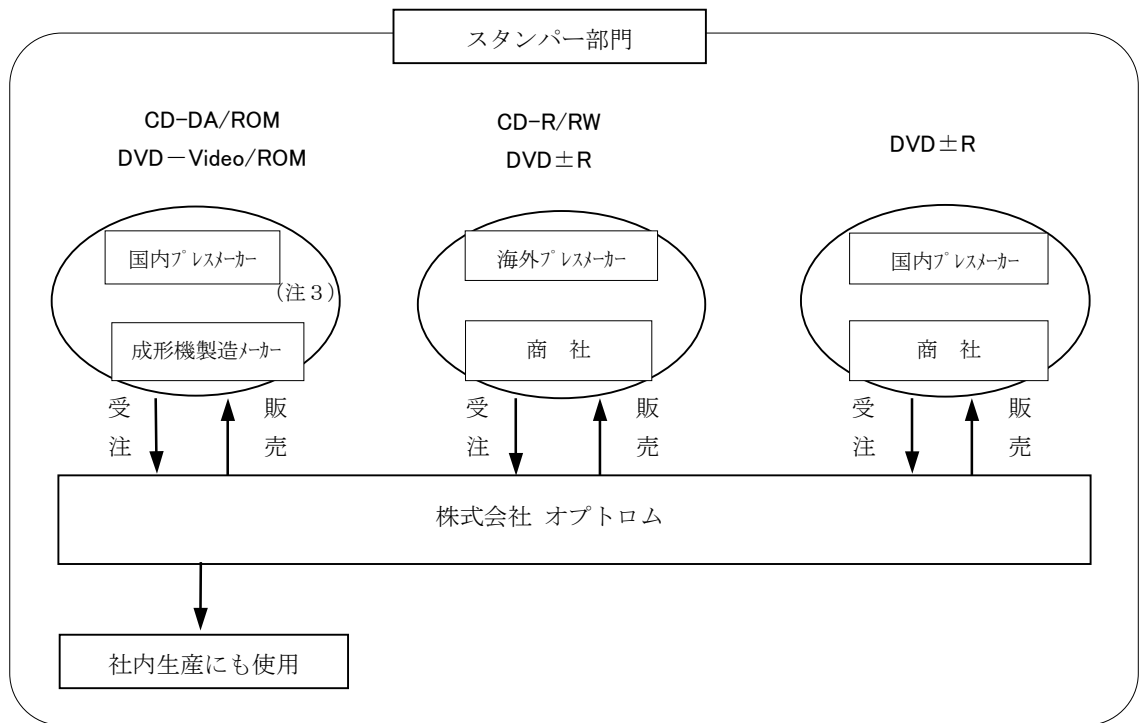 スタンパー部門
CD-DA/ROM
DVD－Video/ROM
CD-R/RW
DVD±R
DVD±R
国内ﾌﾟﾚｽﾒｰｶｰ
(注３)
成形機製造ﾒｰｶｰ
海外ﾌﾟﾚｽﾒｰｶｰ
商　社
国内ﾌﾟﾚｽﾒｰｶｰ
商　社
受注
販売
受注
販売
受注
販売
株式会社 オプトロム
社内生産にも使用